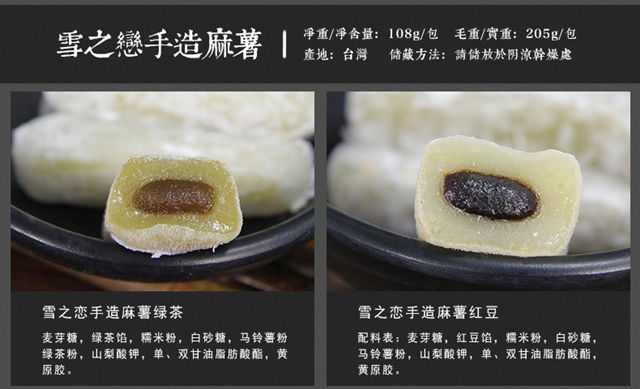 雪之戀手造麻薯
凈重/凈含量：108g/包 毛重/實重：205g/包
產地：台灣 儲藏方法：請儲放於阴涼幹燥處
雪之恋手造麻薯绿茶
麦芽糖，绿茶馅，糯米粉，白砂糖，马铃薯粉
绿茶粉，山梨酸钾，单、双甘油脂肪酸酯，黄
原胶。
雪之恋手造麻薯红豆
配料表：麦芽糖，红豆馅，糯米粉，白砂糖，
马铃薯粉，山梨酸钾，单、双甘油脂肪酸酯，
黄原胶。